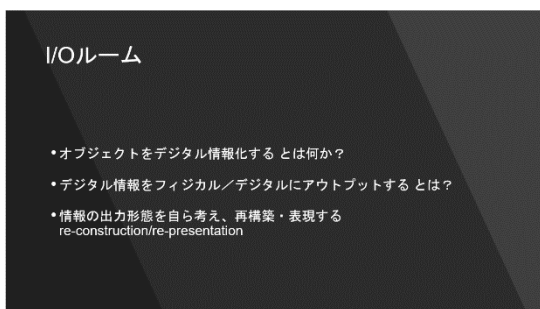 I/Oルーム
•オブジェクトをデジタル情報化する とは何か？
•デジタル情報をフィジカル／デジタルにアウトプットする とは？
•情報の出力形態を自ら考え、再構築・表現する
re-construction/re-presentation